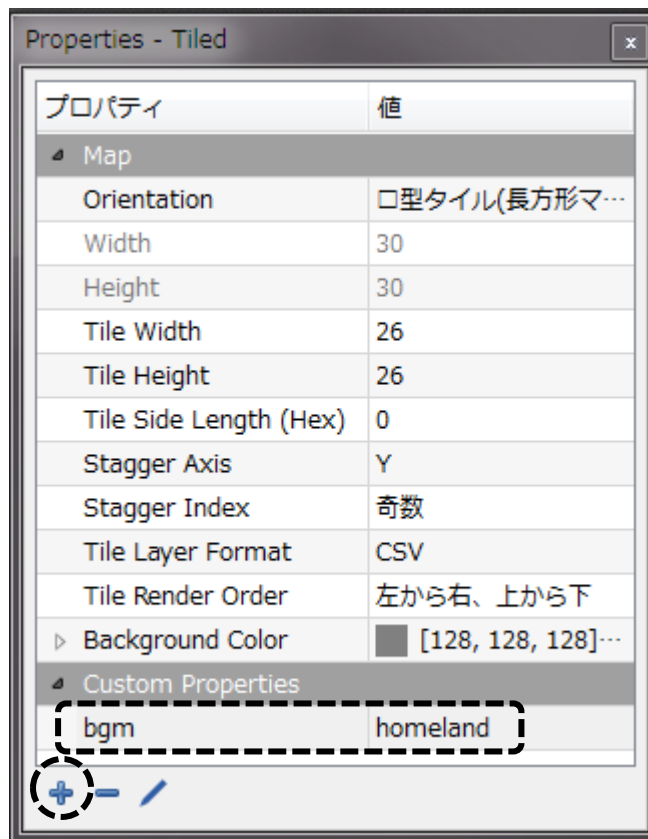 Properties - Tiled
x
プロパティ 値
Map
Orientation ロ型タイル(長方形マ…
Width 30
Height 30
Tile Width 26
Tile Height 26
Tile Side Length (Hex) 0
Stagger Axis Y
Stagger Index 奇数
Tile Layer Format CSV
Tile Render Order 左から右、上から下
Background Color [128, 128, 128]…
Custom Properties
bgm homeland